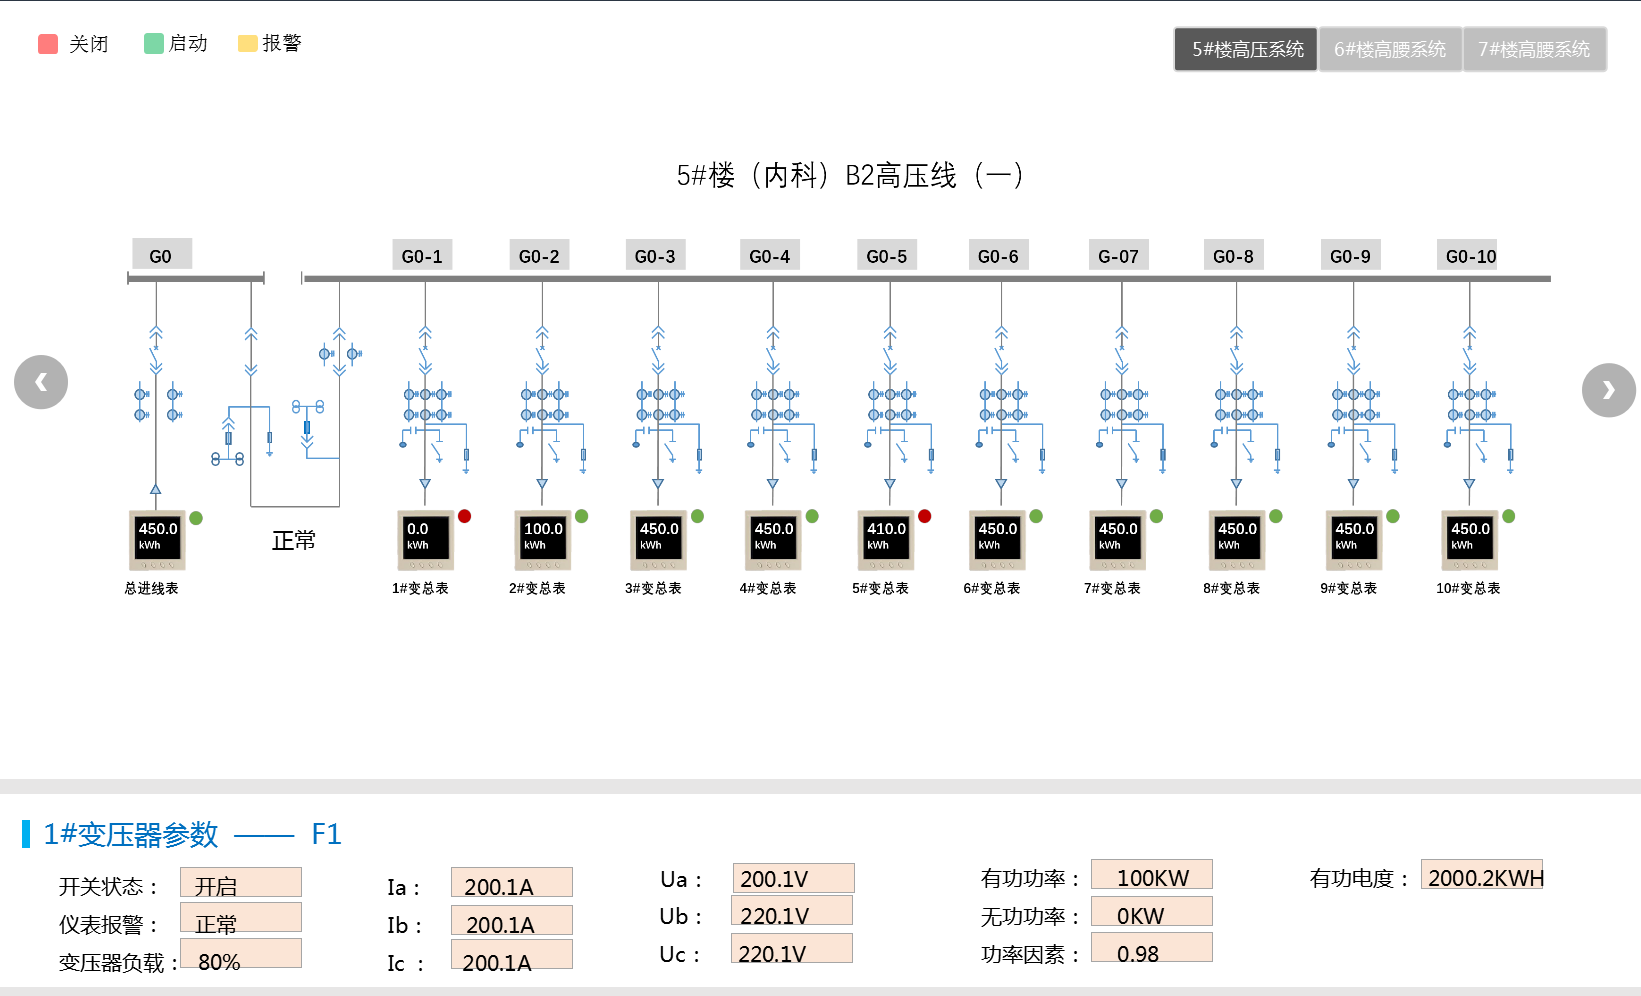 关闭 启动 报警
5#楼高压系统 6#楼高腰系统 7#楼高腰系统
5#楼（内科）B2高压线（一）
G0 G0-1 G0-2 G0-3 G0-4 G0-5 G0-6 G-07 G0-8 G0-9 G0-10
450.0 0.0 100.0 450.0 450.0 410.0 450.0 450.0 450.0 450.0 450.0
kWh kWh kWh kWh kWh kWh kWh kWh kWh kWh kWh
正常
总进线表 1#变总表 2#变总表 3#变总表 4#变总表 5#变总表 6#变总表 7#变总表 8#变总表 9#变总表 10#变总表
1#变压器参数 —— F1
开关状态： 开启 Ia： 200.1A Ua： 200.1V 有功功率： 100KW 有功电度： 2000.2KWH
仪表报警： 正常 Ib： 200.1A Ub： 220.1V 无功功率： 0KW
变压器负载： 80% Ic ： 200.1A Uc： 220.1V 功率因素： 0.98